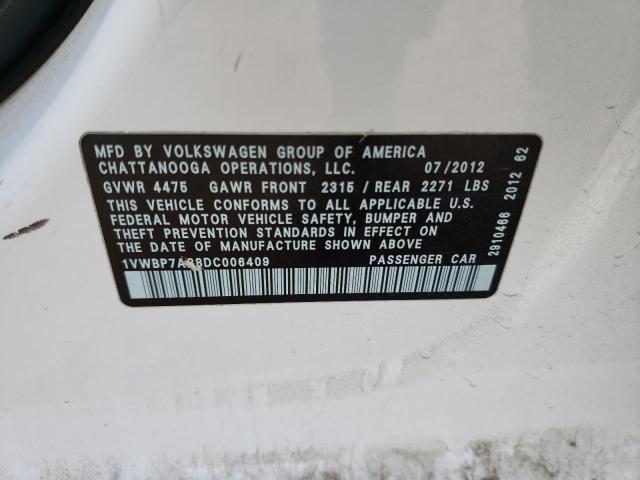 MFD BY VOLKSWAGEN GROUP OF AMERICA
CHATTANOOGA OPERATIONS, LLC. 07/2012
GVWR 4475 GAWR FRONT 2315 / REAR 2271 LBS
THIS VEHICLE CONFORMS TO ALL APPLICABLE U.S.
FEDERAL MOTOR VEHICLE SAFETY, BUMPER AND
THEFT PREVENTION STANDARDS IN EFFECT ON
THE DATE OF MANUFACTURE SHOWN ABOVE
1VWBP7A38DC006409 PASSENGER CAR
2910466 2012 62